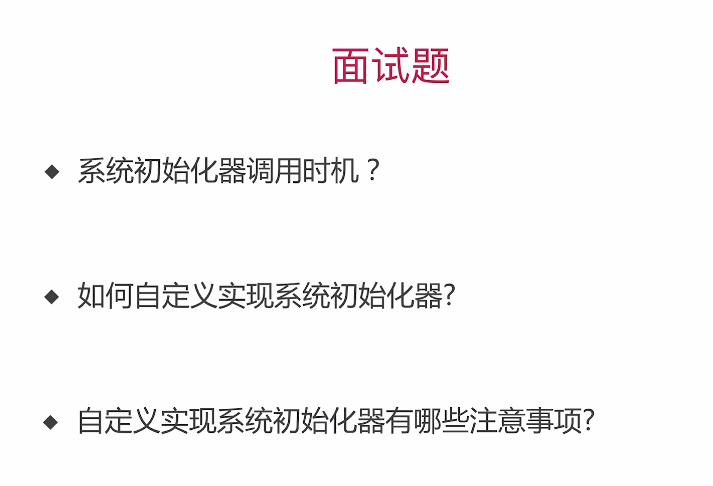 面试题
◆ 系统初始化器调用时机？
◆ 如何自定义实现系统初始化器?
◆ 自定义实现系统初始化器有哪些注意事项?